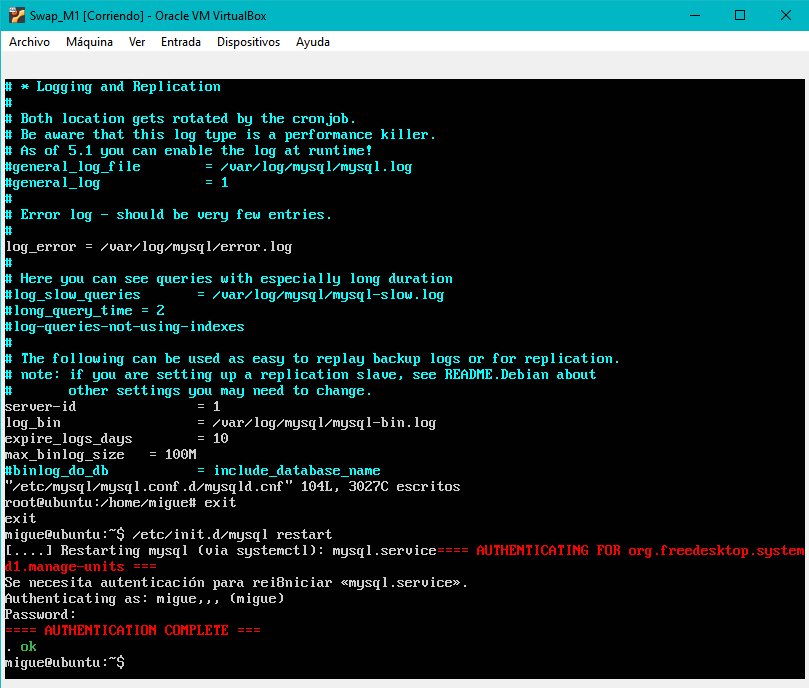 Swap_M1 [Corriendo] - Oracle VM VirtualBox
Archivo Máquina Ver Entrada Dispositivos Ayuda
# * Logging and Replication
#
# Both location gets rotated by the cronjob.
# Be aware that this log type is a performance killer.
# As of 5.1 you can enable the log at runtime!
#general_log_file        = /var/log/mysql/mysql.log
#general_log             = 1
#
# Error log - should be very few entries.
#
log_error = /var/log/mysql/error.log
#
# Here you can see queries with especially long duration
#log_slow_queries       = /var/log/mysql/mysql-slow.log
#long_query_time = 2
#log-queries-not-using-indexes
#
# The following can be used as easy to replay backup logs or for replication.
# note: if you are setting up a replication slave, see README.Debian about
#       other settings you may need to change.
server-id               = 1
log_bin                 = /var/log/mysql/mysql-bin.log
expire_logs_days        = 10
max_binlog_size   = 100M
#binlog_do_db           = include_database_name
"/etc/mysql/mysql.conf.d/mysqld.cnf" 104L, 3027C escritos
root@ubuntu:/home/migue# exit
exit
migue@ubuntu:~$ /etc/init.d/mysql restart
[....] Restarting mysql (via systemctl): mysql.service==== AUTHENTICATING FOR org.freedesktop.system
d1.manage-units ===
Se necesita autenticación para rei8niciar «mysql.service».
Authenticating as: migue,,, (migue)
Password:
==== AUTHENTICATION COMPLETE ===
. ok
migue@ubuntu:~$